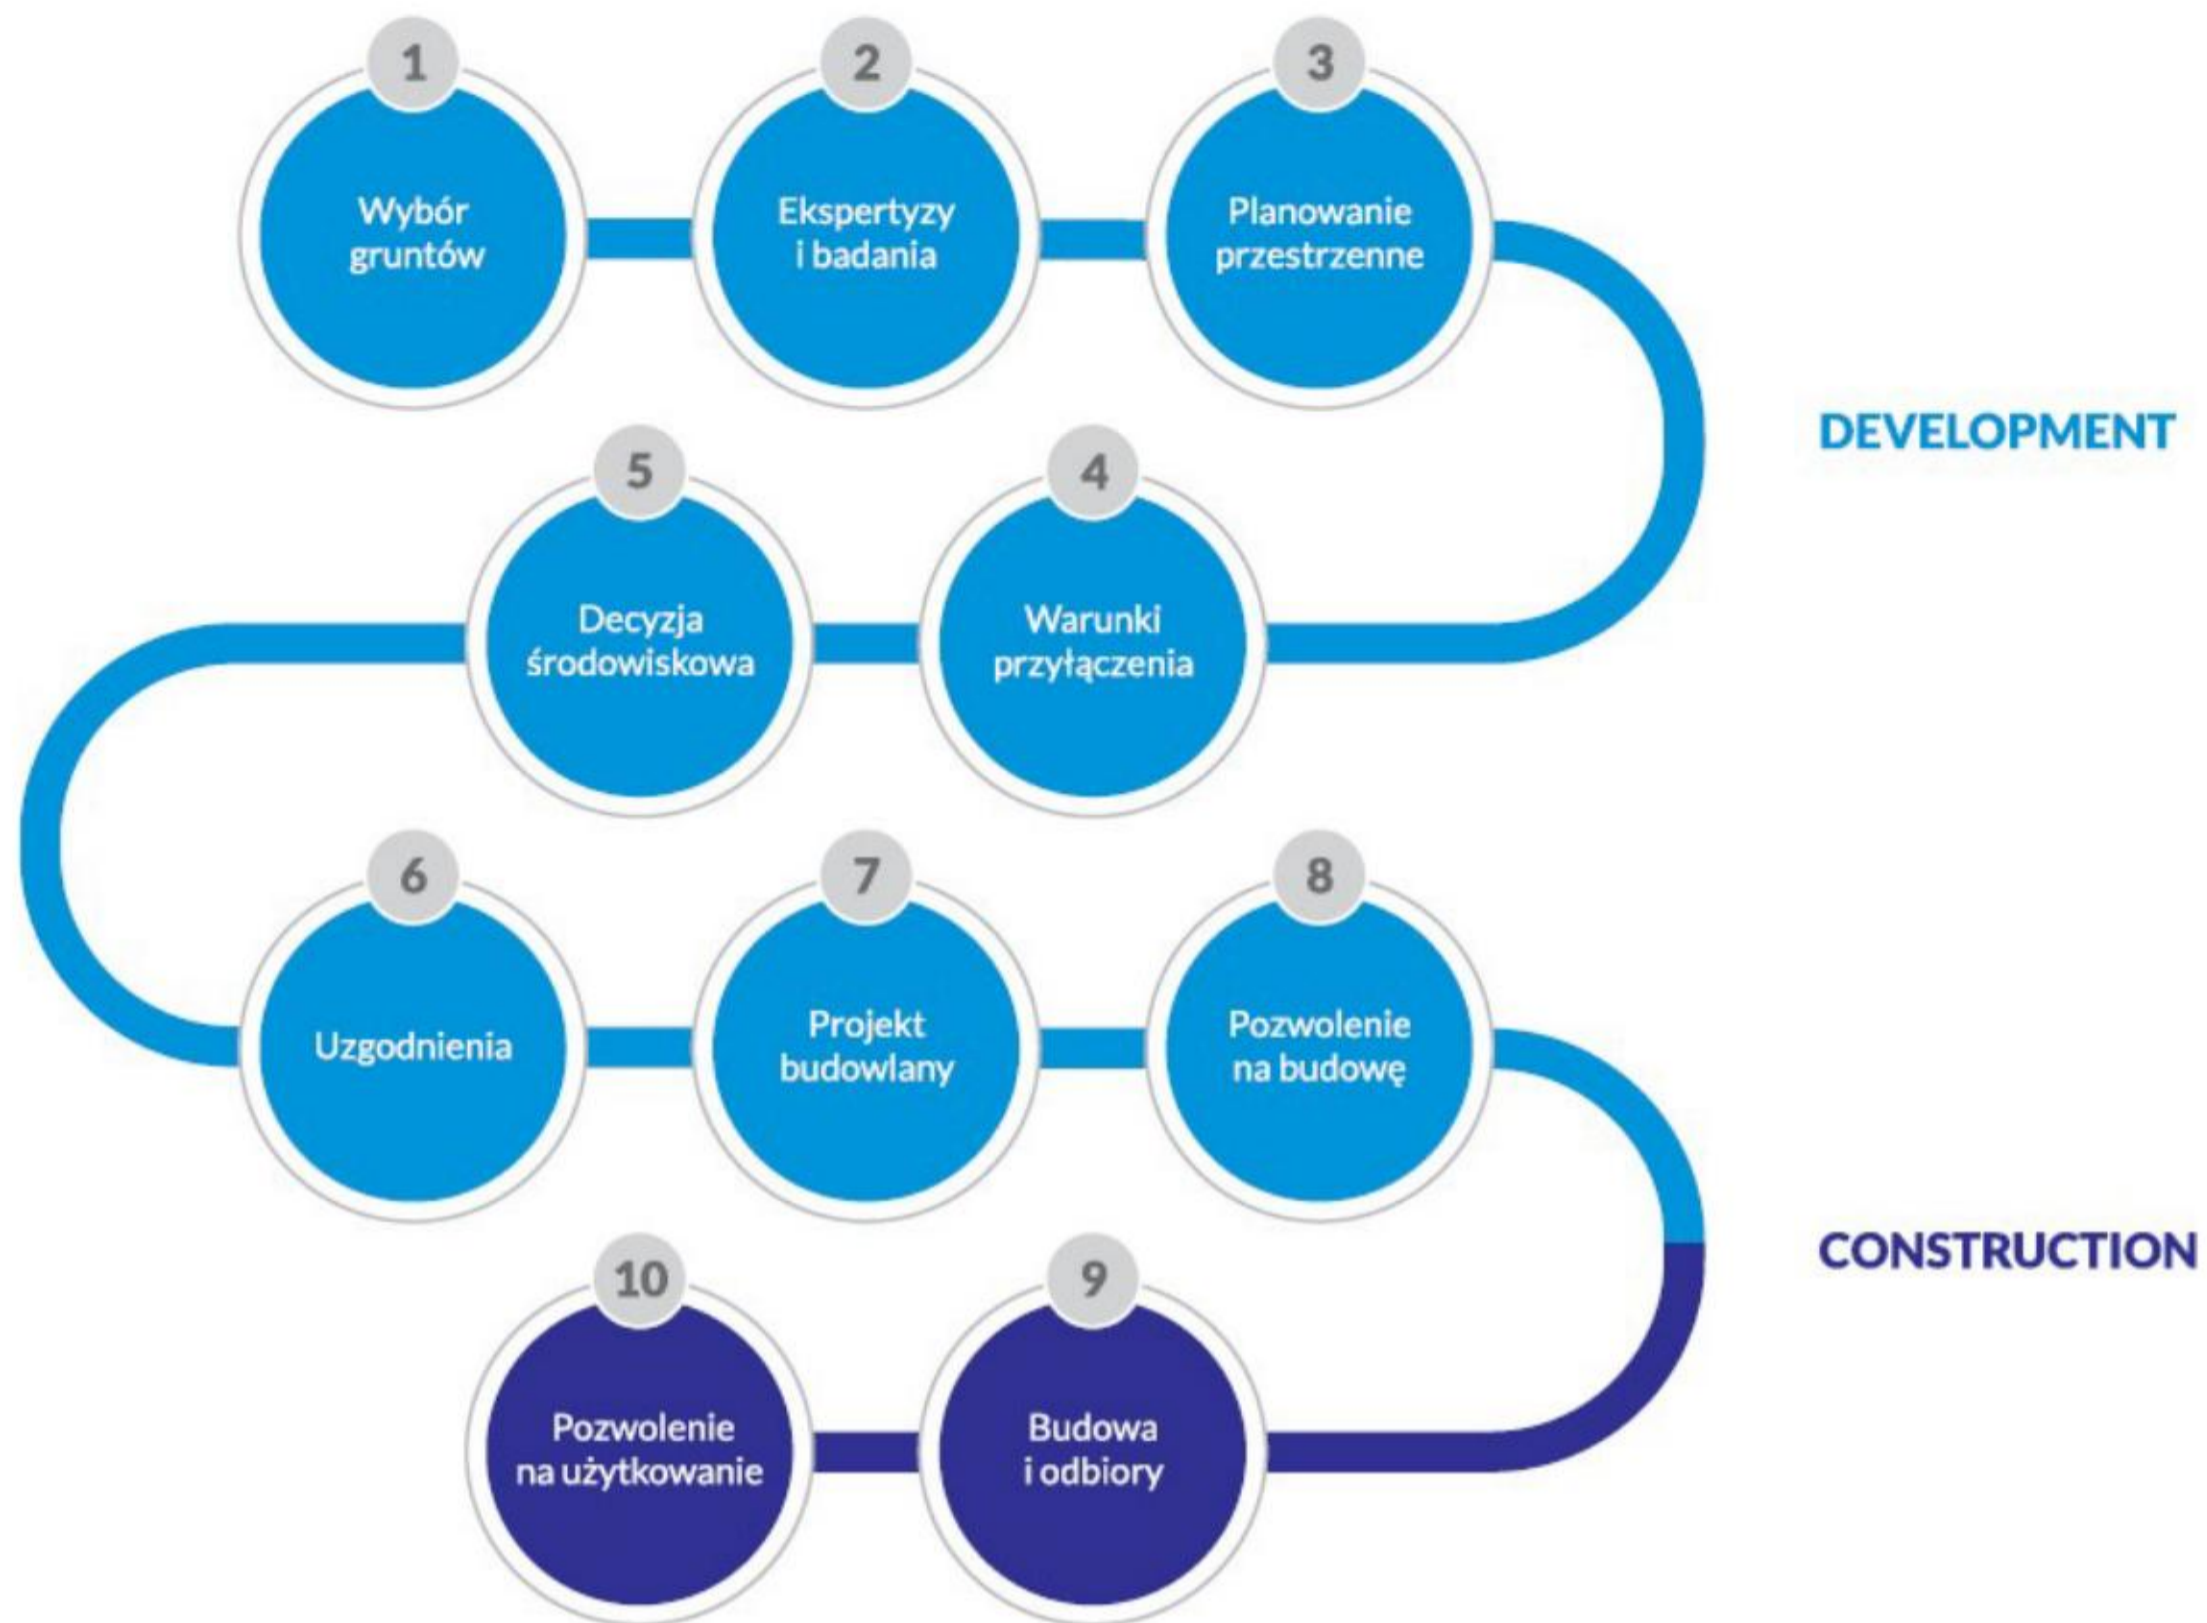 1
Wybór
gruntów
2
Ekspertyzy
i badania
3
Planowanie
przestrzenne
DEVELOPMENT
4
Warunki
przyłączenia
5
Decyzja
środowiskowa
6
Uzgodnienia
7
Projekt
budowlany
8
Pozwolenie
na budowę
CONSTRUCTION
9
Budowa
i odbiory
10
Pozwolenie
na użytkowanie